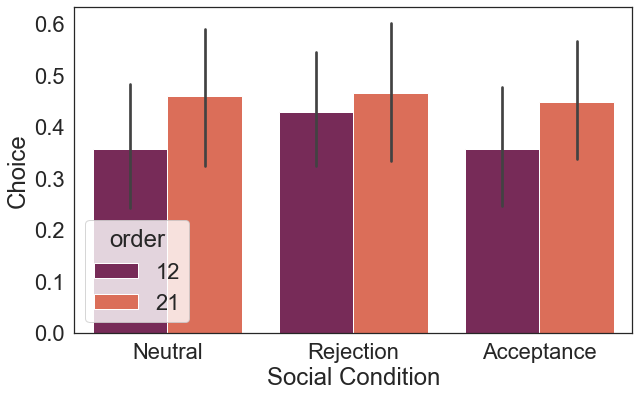 0.6
0.5
0.4
0.3
0.2
0.1
0.0
Choice
order
12
21
Neutral
Rejection
Acceptance
Social Condition